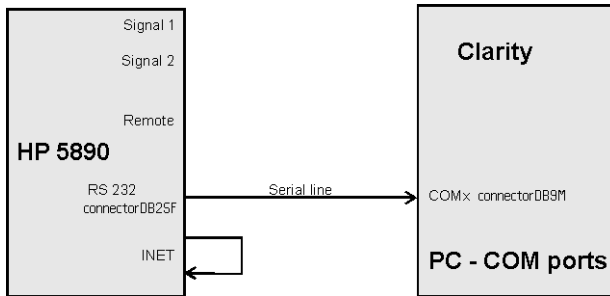 Signal 1
Signal 2
Remote
HP 5890
RS 232
connectorDB25F
INET
Serial line
Clarity
COMx connectorDB9M
PC - COM ports